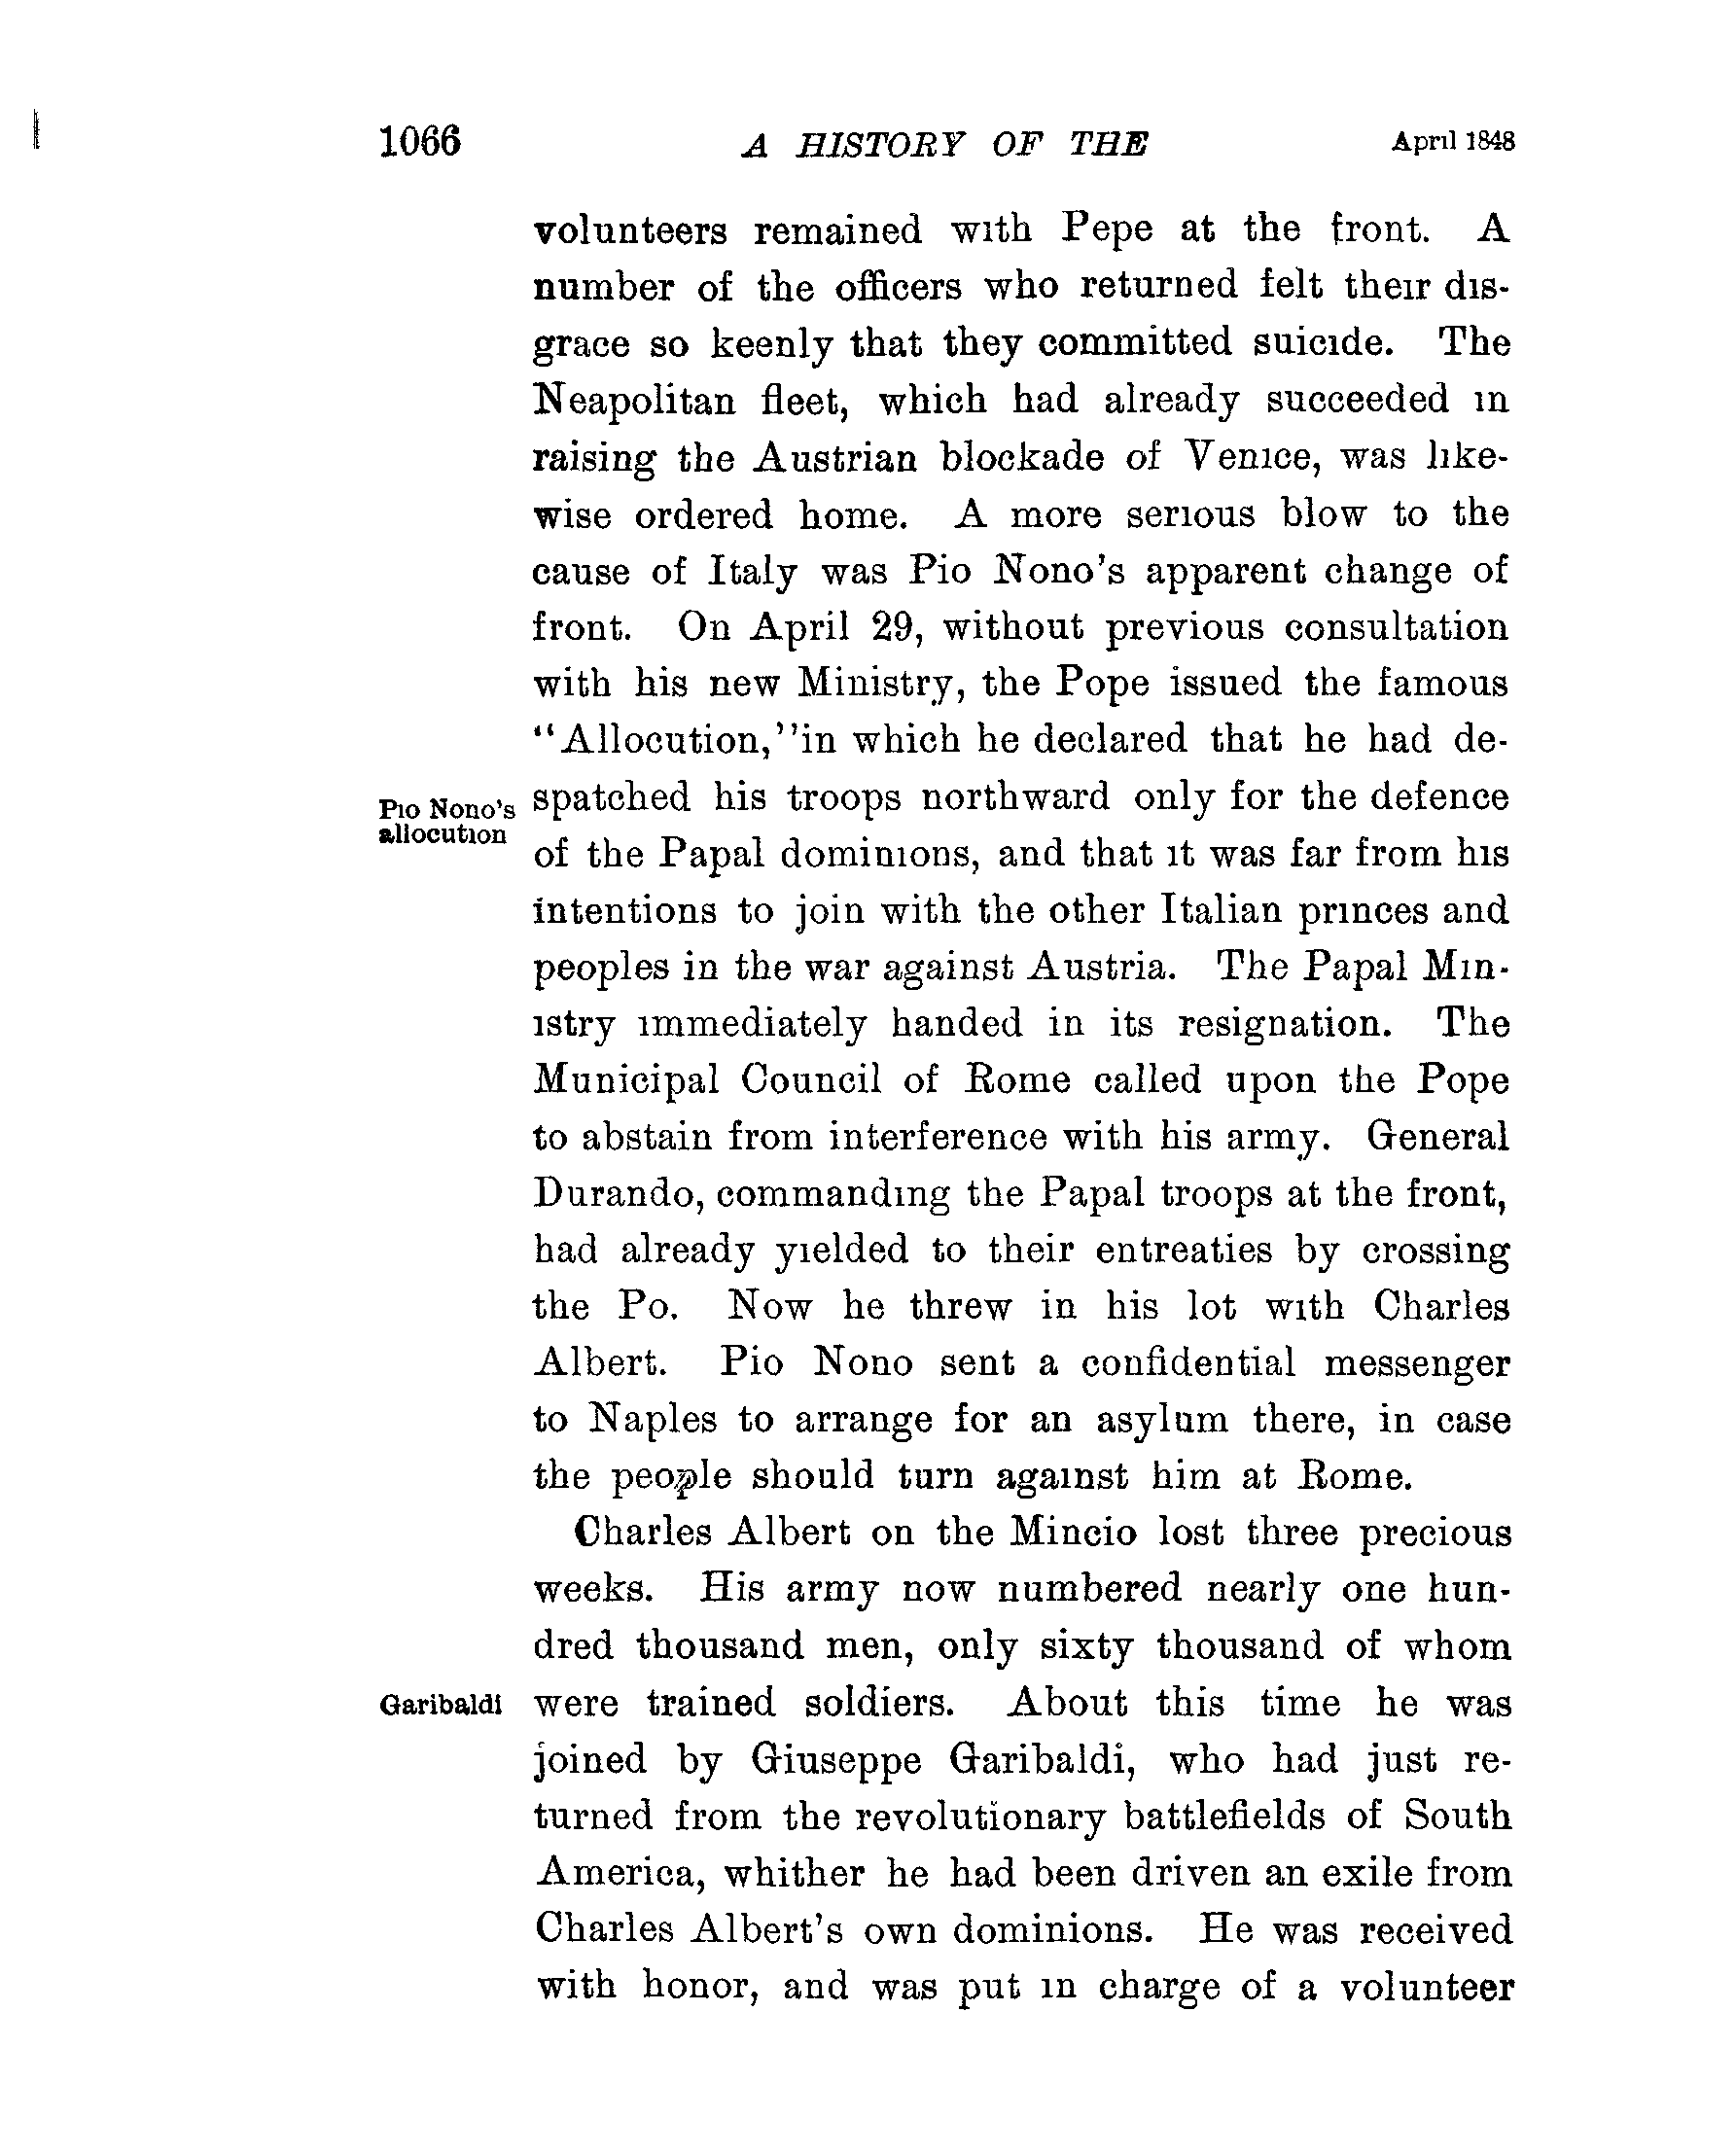 1066 A HISTORY OF THE April 1848
volunteers remained with Pepe at the front. A
number of the officers who returned felt their dis-
grace so keenly that they committed suicide. The
Neapolitan fleet, which had already succeeded in
raising the Austrian blockade of Venice, was like-
wise ordered home. A more serious blow to the
cause of Italy was Pio Nono's apparent change of
front. On April 29, without previous consultation
with his new Ministry, the Pope issued the famous
"Allocution,"in which he declared that he had de-
Pio Nono's
allocution
spatched his troops northward only for the defence
of the Papal dominions, and that it was far from his
intentions to join with the other Italian princes and
peoples in the war against Austria. The Papal Min-
istry immediately handed in its resignation. The
Municipal Council of Rome called upon the Pope
to abstain from interference with his army. General
Durando, commanding the Papal troops at the front,
had already yielded to their entreaties by crossing
the Po. Now he threw in his lot with Charles
Albert. Pio Nono sent a confidential messenger
to Naples to arrange for an asylum there, in case
the people should turn against him at Rome.
Charles Albert on the Mincio lost three precious
weeks. His army now numbered nearly one hun-
dred thousand men, only sixty thousand of whom
Garibaldi
were trained soldiers. About this time he was
joined by Giuseppe Garibaldi, who had just re-
turned from the revolutionary battlefields of South
America, whither he had been driven an exile from
Charles Albert's own dominions. He was received
with honor, and was put in charge of a volunteer